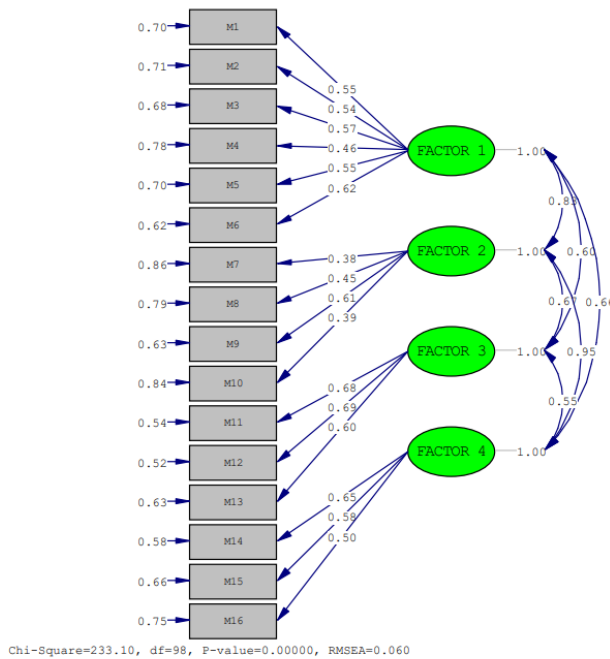 0.70 M1
0.71 M2
0.68 M3
0.78 M4
0.70 M5
0.62 M6
0.86 M7
0.79 M8
0.63 M9
0.84 M10
0.54 M11
0.52 M12
0.63 M13
0.58 M14
0.66 M15
0.75 M16
0.55
0.54
0.57
0.46
0.55
0.62
0.38
0.45
0.61
0.39
0.68
0.69
0.60
0.65
0.58
0.50
FACTOR 1 1.00
FACTOR 2 1.00
FACTOR 3 1.00
FACTOR 4 1.00
0.60
0.67
0.95
0.55
Chi-Square=233.10, df=98, P-value=0.00000, RMSEA=0.060